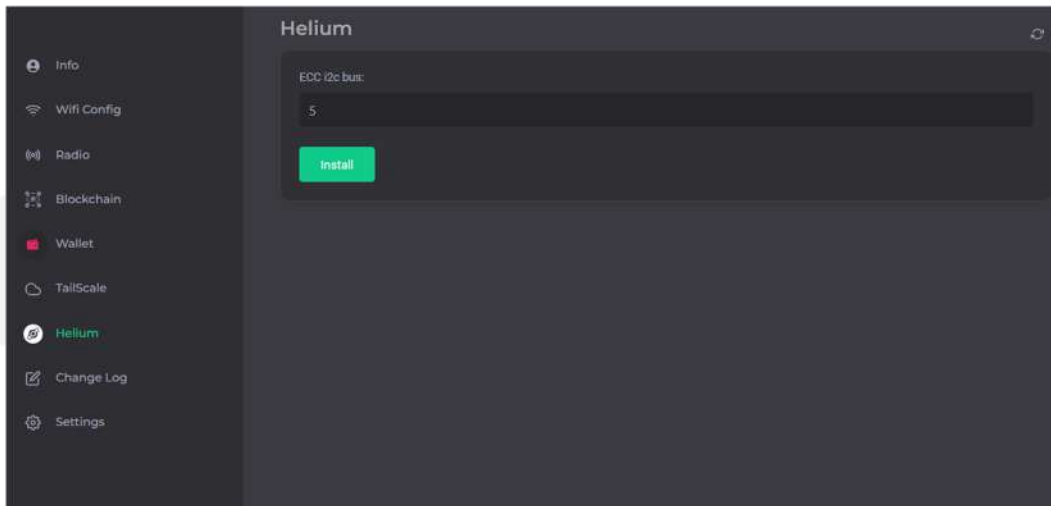 Helium
Info
Wifi Config
Radio
Blockchain
Wallet
TailScale
Helium
Change Log
Settings
ECC i2c bus:
5
Install